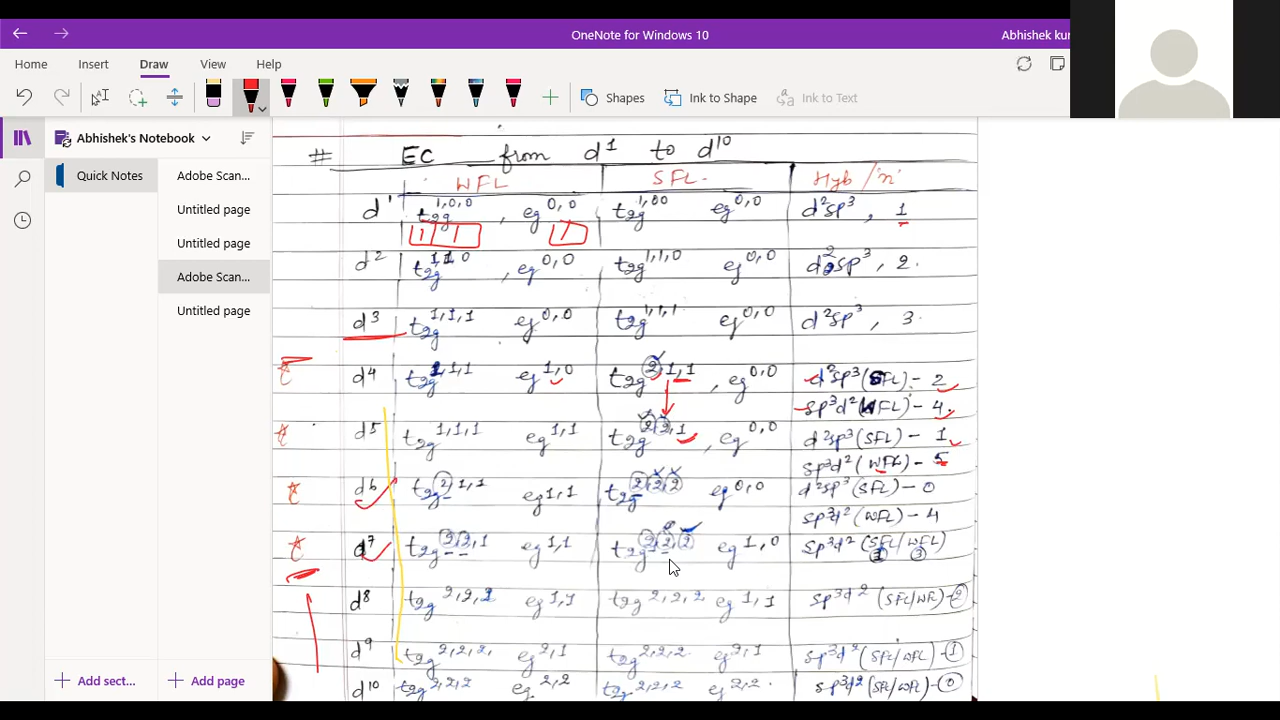 OneNote for Windows 10
Abhishek kur
Home Insert Draw View Help
Shapes Ink to Shape Ink to Text
Abhishek's Notebook
Quick Notes
Adobe Scan...
Untitled page
Untitled page
Adobe Scan...
Untitled page
Add sect...
Add page
# EC from d¹ to d¹⁰
WFL SFL Hyb/'n'
d¹ t2g¹,⁰,⁰, eg⁰,⁰ t2g¹,⁰⁰ eg⁰,⁰ d²sp³, 1
d² t2g¹,¹,⁰, eg⁰,⁰ t2g¹,¹,⁰ eg⁰,⁰ d²sp³, 2.
d³ t2g¹,¹,¹ eg⁰,⁰ t2g¹,¹,¹ eg⁰,⁰ d²sp³, 3.
d4 t2g¹,¹,¹ eg¹,⁰ t2g²,¹,¹, eg⁰,⁰ d²sp³(SFL) - 2
sp³d²(WFL) - 4.
d⁵ t2g¹,¹,¹ eg¹,¹ t2g²,²,¹, eg⁰,⁰ d²sp³(SFL) - 1
sp³d²(WFL) - 5
d⁶ t2g²,¹,¹ eg¹,¹ t2g²,²,² eg⁰,⁰ d²sp³(SFL) - 0
sp³d²(WFL) - 4
d⁷ t2g²,²,¹ eg¹,¹ t2g²,²,² eg¹,⁰ sp³d²(SFL/WFL)
1 3
d⁸ t2g²,²,² eg¹,¹ t2g²,²,² eg¹,¹ sp³d²(SFL/WFL)-2
d⁹ t2g²,²,², eg²,¹ t2g²,²,². eg²,¹ sp³d²(SFL/WFL)-1
d¹⁰ t2g²,²,² eg²,² t2g²,²,² eg²,². sp³d²(SFL/WFL)-0